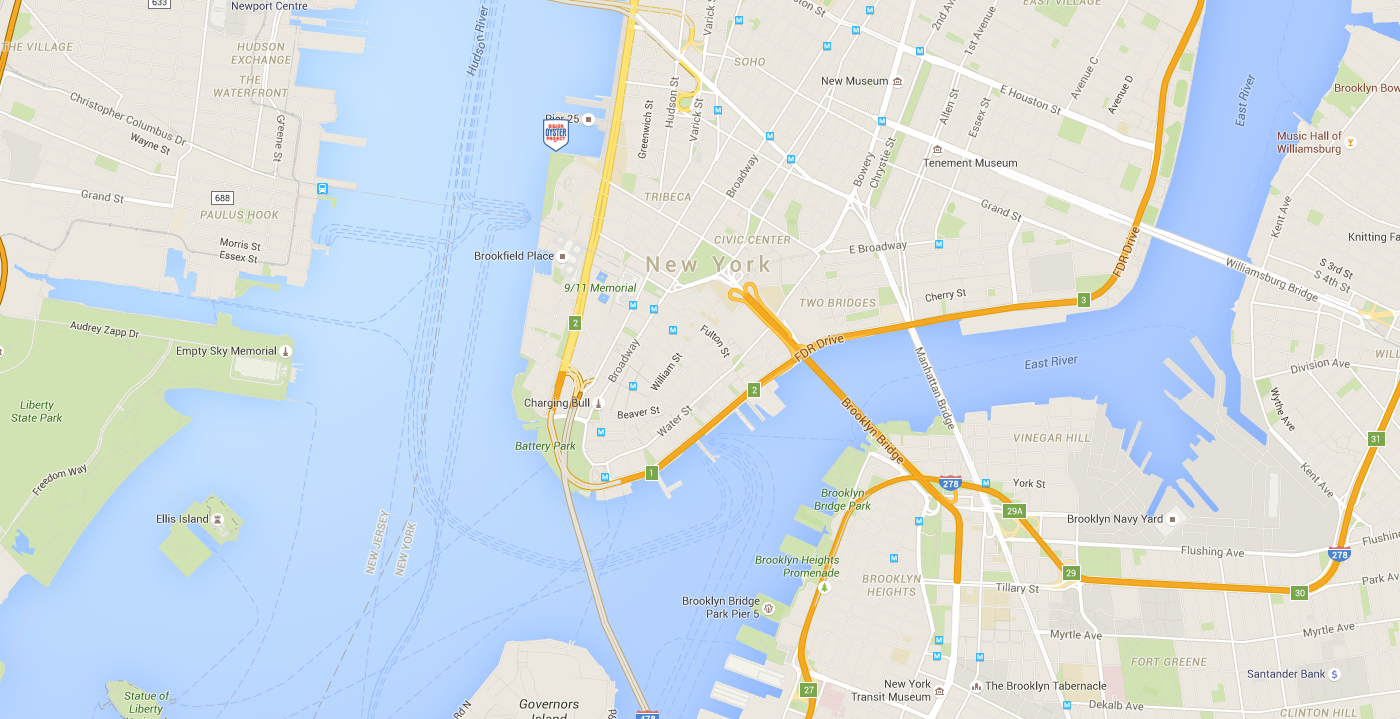 633
Newport Centre
THE VILLAGE
HUDSON
EXCHANGE
THE
WATERFRONT
Hudson River
Varick St
EAST VILLAGE
2nd Ave
1st Avenue
Avenue C
Avenue D
SOHO
New Museum
E Houston St
East River
Brooklyn Bow
Christopher Columbus Dr
Wayne St
Greene St
Pier 25
BILLION
OYSTER
PROJECT
Greenwich St
Hudson St
Varick St
Allen St
Essex St
Bowery
Chrystie St
Tenement Museum
Music Hall of
Williamsburg
Grand St
688
PAULUS HOOK
Morris St
Essex St
TRIBECA
Broadway
Grand St
Kent Ave
CIVIC CENTER
E Broadway
FDR Drive
Knitting Fa
Brookfield Place
New York
9/11 Memorial
TWO BRIDGES
Cherry St
3
Williamsburg Bridge
S 3rd St
S 4th St
Audrey Zapp Dr
Empty Sky Memorial
2
Fulton St
Broadway
William St
FDR Drive
Manhattan Bridge
East River
WILL
Division Ave
Liberty
State Park
Charging Bull
Beaver St
Water St
2
Brooklyn Bridge
Wythe Ave
Battery Park
VINEGAR HILL
31
Freedom Way
1
278
York St
Kent Ave
Brooklyn
Bridge Park
Ellis Island
NEW JERSEY
NEW YORK
29A
Brooklyn Navy Yard
Flushing Ave
Flushing
278
Brooklyn Heights
Promenade
BROOKLYN
HEIGHTS
29
Tillary St
30
Park Av
Brooklyn Bridge
Park Pier 5
Myrtle Ave
Myrtle Ave
FORT GREENE
Santander Bank
Statue of
Liberty
Governors
Island
Rd N
478
27
New York
Transit Museum
The Brooklyn Tabernacle
Dekalb Ave
CLINTON HILL